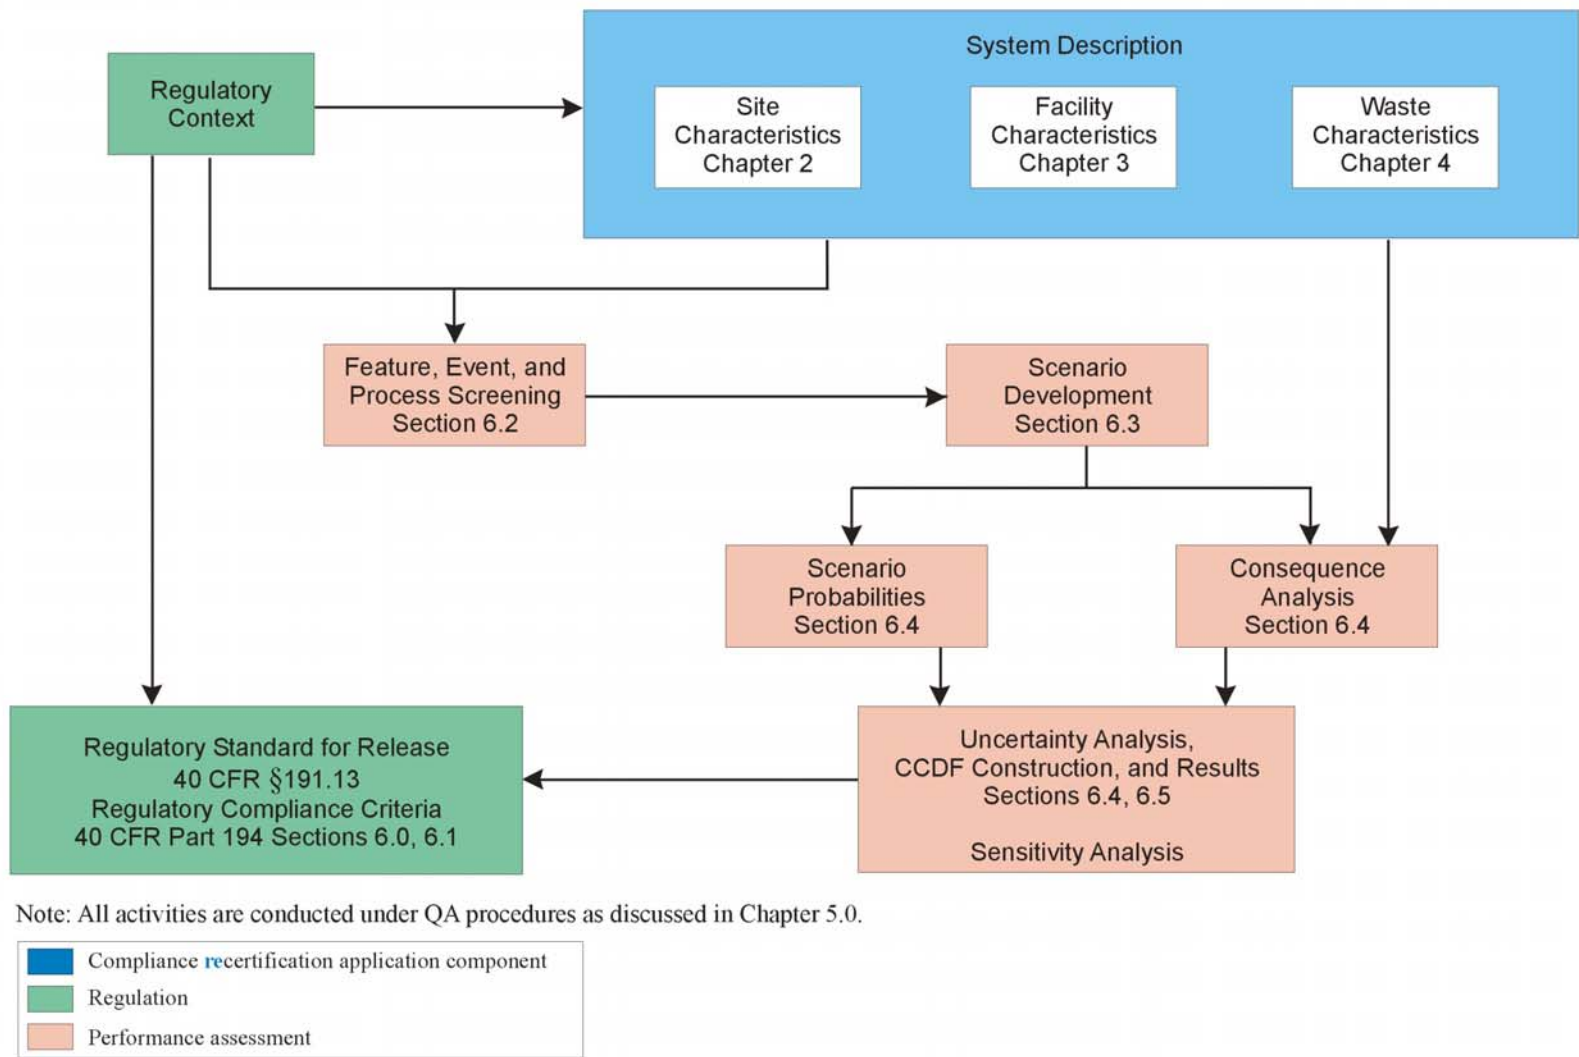 System Description
Regulatory
Context
Site
Characteristics
Chapter 2
Facility
Characteristics
Chapter 3
Waste
Characteristics
Chapter 4
Feature, Event, and
Process Screening
Section 6.2
Scenario
Development
Section 6.3
Scenario
Probabilities
Section 6.4
Consequence
Analysis
Section 6.4
Regulatory Standard for Release
40 CFR §191.13
Regulatory Compliance Criteria
40 CFR Part 194 Sections 6.0, 6.1
Uncertainty Analysis,
CCDF Construction, and Results
Sections 6.4, 6.5
Sensitivity Analysis
Note: All activities are conducted under QA procedures as discussed in Chapter 5.0.
Compliance recertification application component
Regulation
Performance assessment